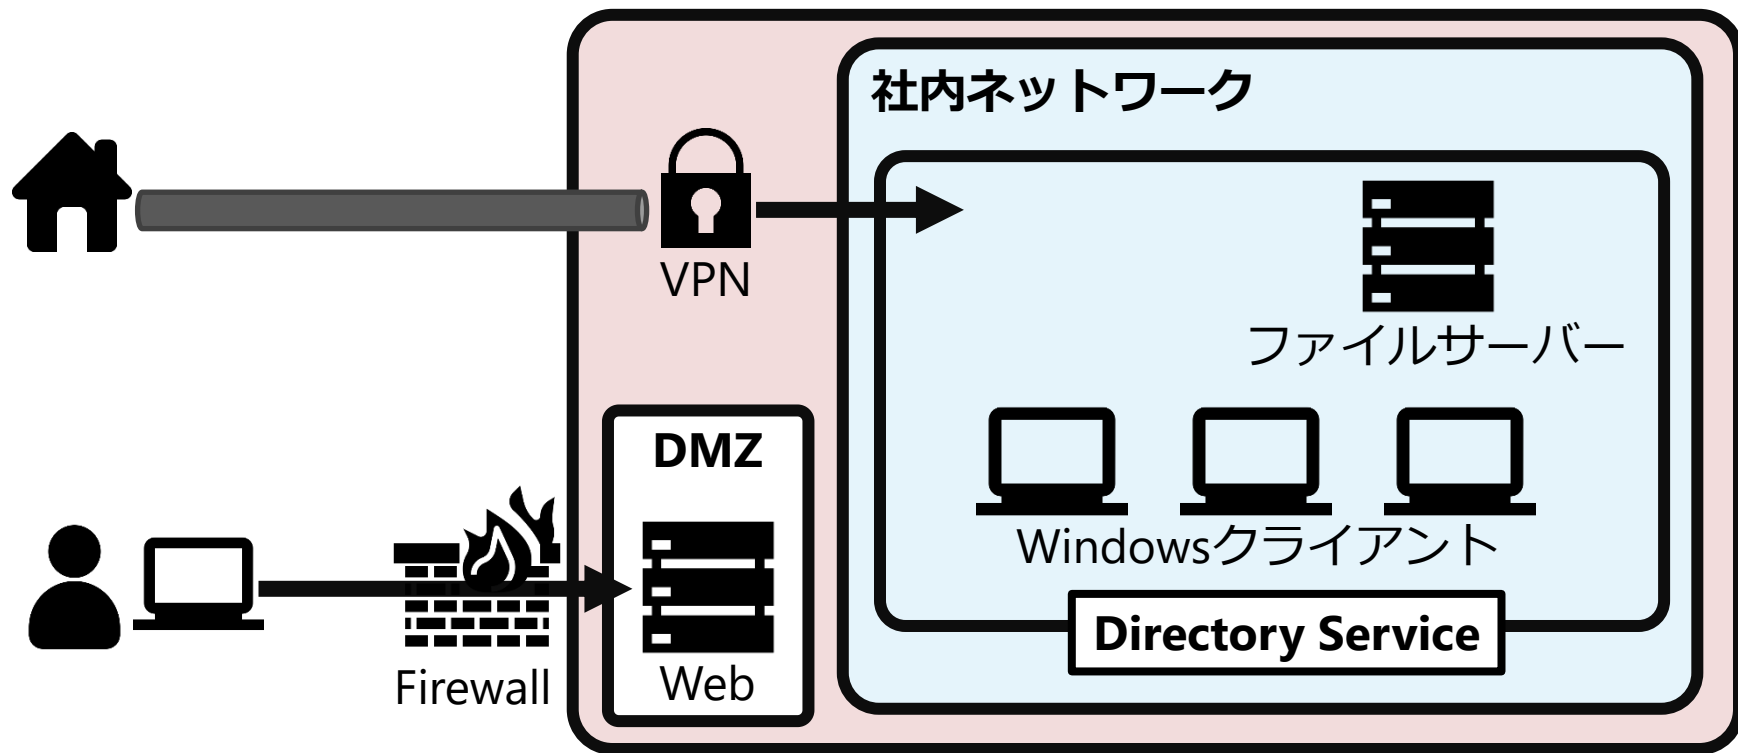 社内ネットワーク
VPN
ファイルサーバー
DMZ
Windowsクライアント
Directory Service
Firewall
Web